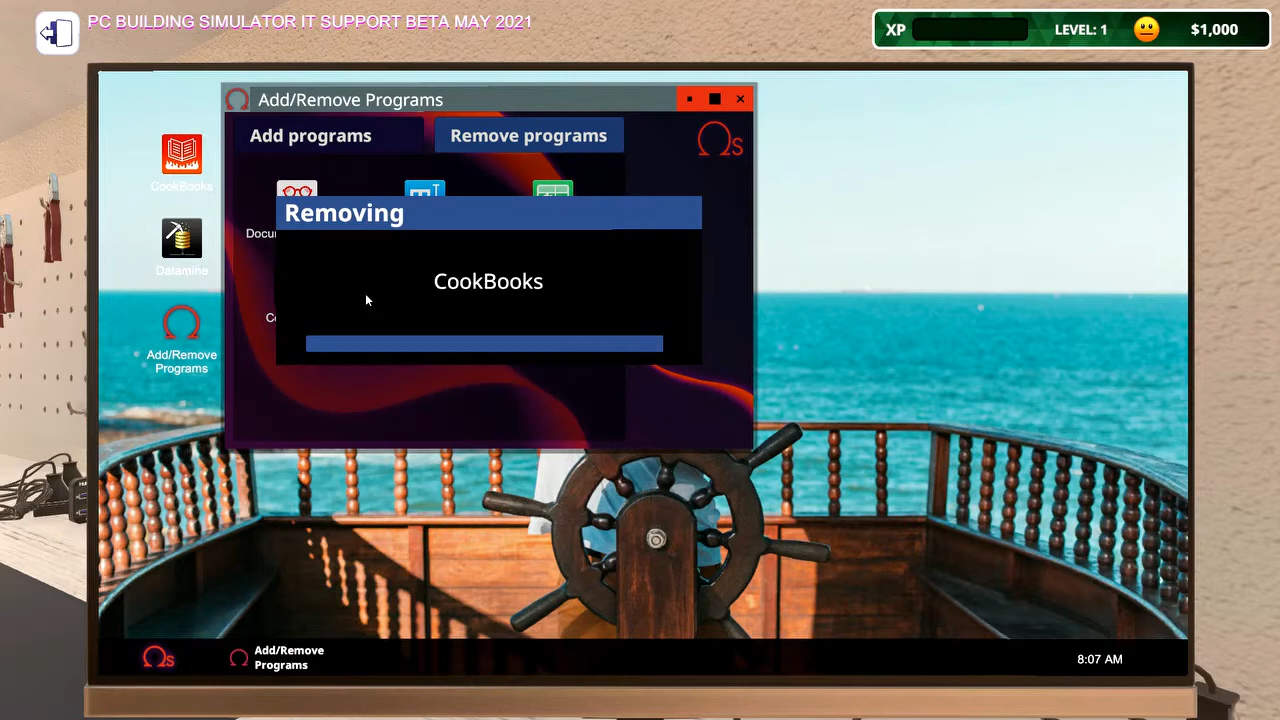 PC BUILDING SIMULATOR IT SUPPORT BETA MAY 2021
XP
LEVEL: 1
$1,000
Add/Remove Programs
Add programs
Remove programs
Removing
CookBooks
CookBooks
Datamine
Add/Remove
Programs
Add/Remove
Programs
8:07 AM